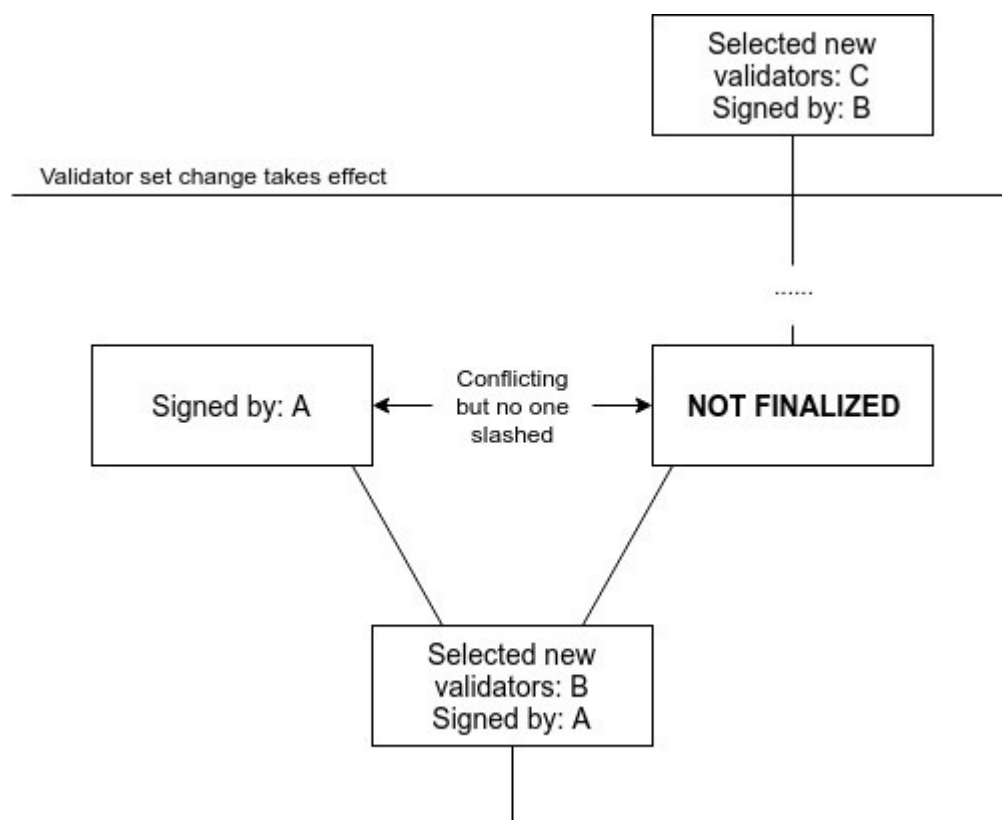 Selected new
validators: C
Signed by: B
Validator set change takes effect
......
Signed by: A
Conflicting
but no one
slashed
NOT FINALIZED
Selected new
validators: B
Signed by: A